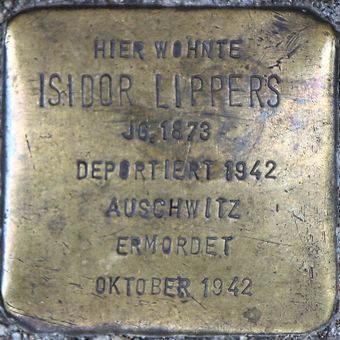 HIER WOHNTE
ISIDOR LIPPERS
JG. 1873
DEPORTIERT 1942
AUSCHWITZ
ERMORDET
OKTOBER 1942